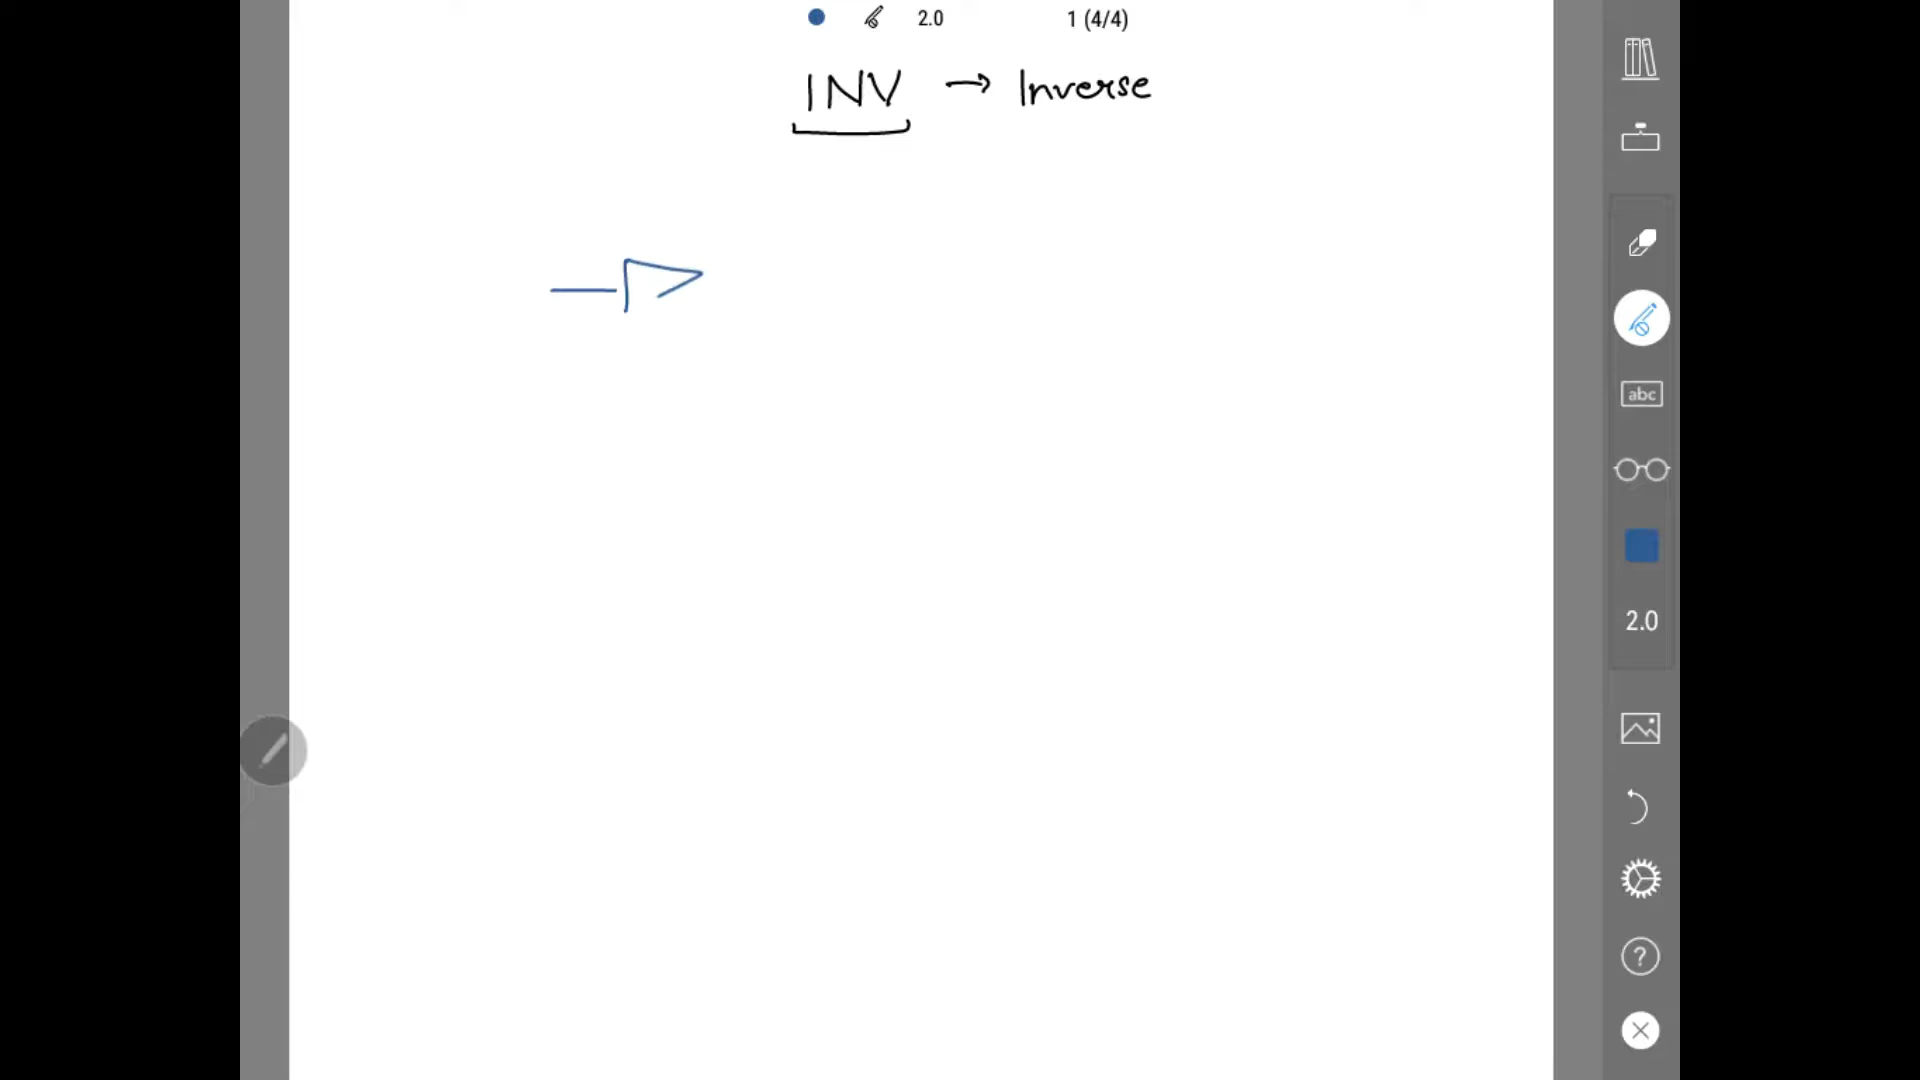 2.0 1 (4/4)
INV → Inverse
abc
2.0
?